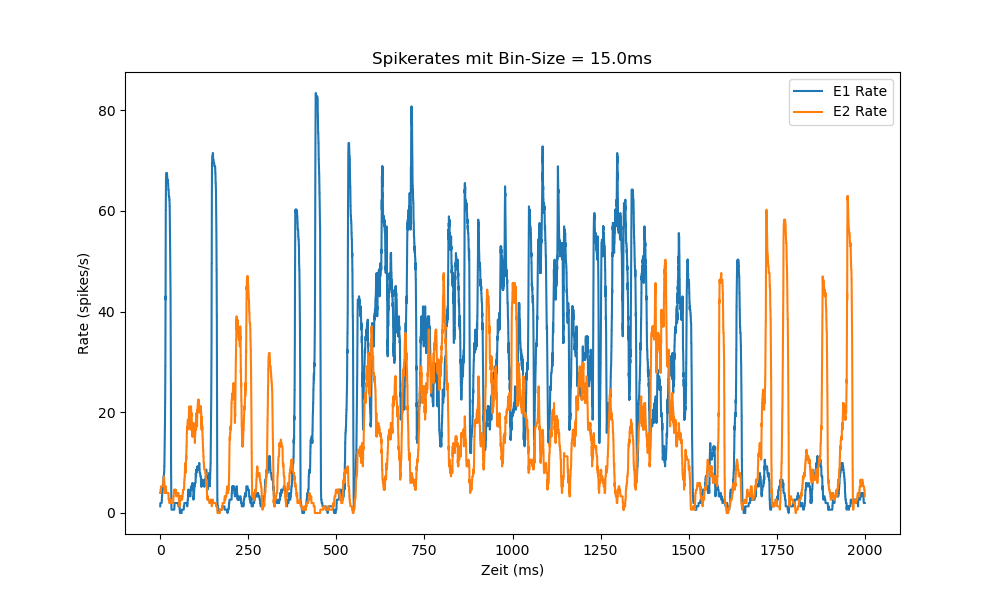 Spikerates mit Bin-Size = 15.0ms
E1 Rate
E2 Rate
Rate (spikes/s)
80
60
40
20
0
0 250 500 750 1000 1250 1500 1750 2000
Zeit (ms)